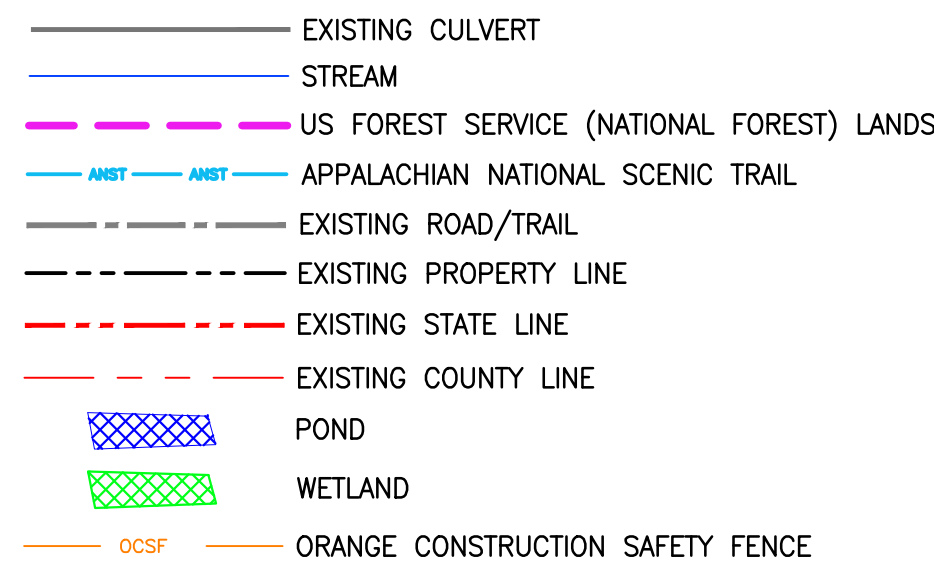 EXISTING CULVERT
STREAM
US FOREST SERVICE (NATIONAL FOREST) LANDS
ANST ANST APPALACHIAN NATIONAL SCENIC TRAIL
EXISTING ROAD/TRAIL
EXISTING PROPERTY LINE
EXISTING STATE LINE
EXISTING COUNTY LINE
POND
WETLAND
OCSF ORANGE CONSTRUCTION SAFETY FENCE